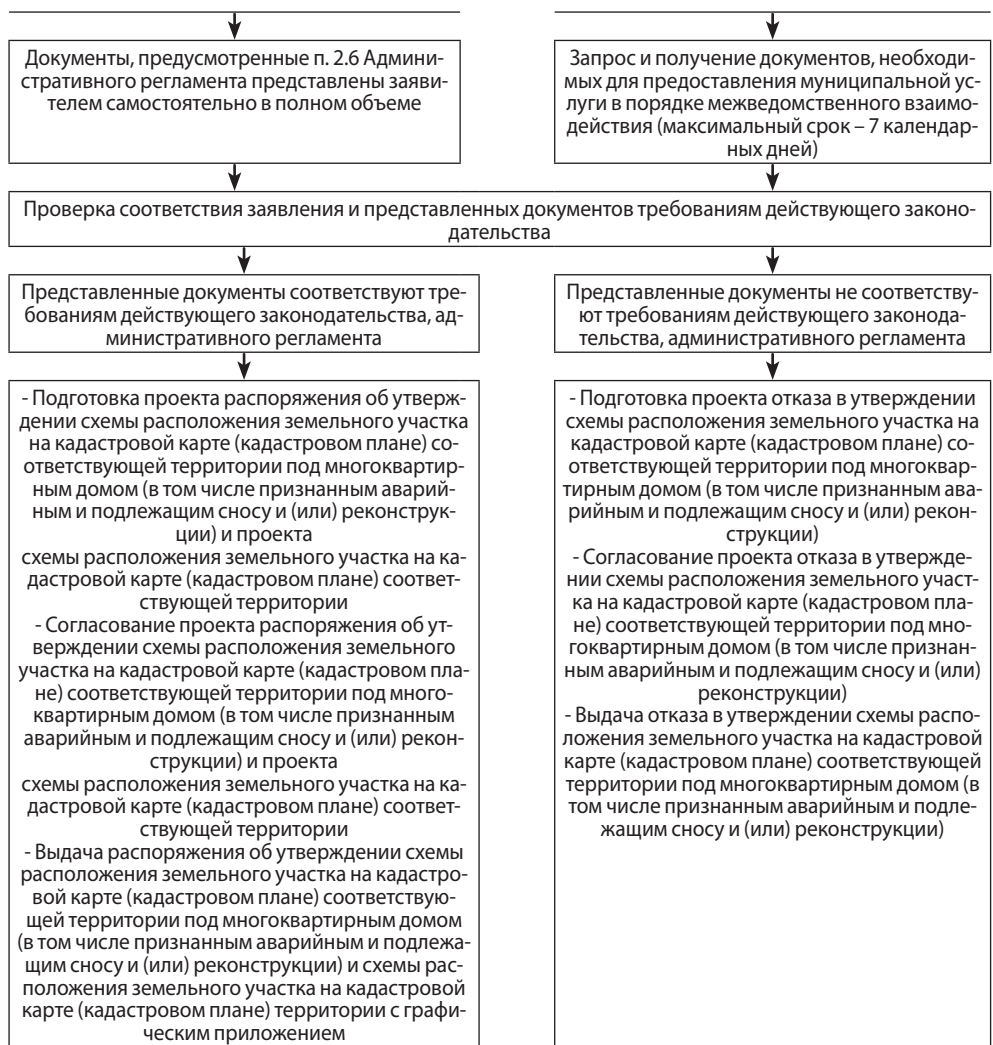 Документы, предусмотренные п. 2.6 Админи-
стративного регламента представлены заяви-
телем самостоятельно в полном объеме
Запрос и получение документов, необходи-
мых для предоставления муниципальной ус-
луги в порядке межведомственного взаимо-
действия (максимальный срок – 7 календар-
ных дней)
Проверка соответствия заявления и представленных документов требованиям действующего законо-
дательства
Представленные документы соответствуют тре-
бованиям действующего законодательства, ад-
министративного регламента
Представленные документы не соответству-
ют требованиям действующего законода-
тельства, административного регламента
- Подготовка проекта распоряжения об утверж-
дении схемы расположения земельного участка
на кадастровой карте (кадастровом плане) со-
ответствующей территории под многоквартир-
ным домом (в том числе признанным аварий-
ным и подлежащим сносу и (или) реконструк-
ции) и проекта
схемы расположения земельного участка на ка-
дастровой карте (кадастровом плане) соответ-
ствующей территории
- Согласование проекта распоряжения об ут-
верждении схемы расположения земельного
участка на кадастровой карте (кадастровом пла-
не) соответствующей территории под много-
квартирным домом (в том числе признанным
аварийным и подлежащим сносу и (или) рекон-
струкции) и проекта
схемы расположения земельного участка на ка-
дастровой карте (кадастровом плане) соответ-
ствующей территории
- Выдача распоряжения об утверждении схемы
расположения земельного участка на кадастро-
вой карте (кадастровом плане) соответствую-
щей территории под многоквартирным домом
(в том числе признанным аварийным и подлежа-
щим сносу и (или) реконструкции) и схемы рас-
положения земельного участка на кадастровой
карте (кадастровом плане) территории с графи-
ческим приложением
- Подготовка проекта отказа в утверждении
схемы расположения земельного участка на
кадастровой карте (кадастровом плане) со-
ответствующей территории под многоквар-
тирным домом (в том числе признанным ава-
рийным и подлежащим сносу и (или) рекон-
струкции)
- Согласование проекта отказа в утвержде-
нии схемы расположения земельного участ-
ка на кадастровой карте (кадастровом пла-
не) соответствующей территории под мно-
гоквартирным домом (в том числе признан-
ным аварийным и подлежащим сносу и (или)
реконструкции)
- Выдача отказа в утверждении схемы распо-
ложения земельного участка на кадастровой
карте (кадастровом плане) соответствующей
территории под многоквартирным домом (в
том числе признанным аварийным и подле-
жащим сносу и (или) реконструкции)